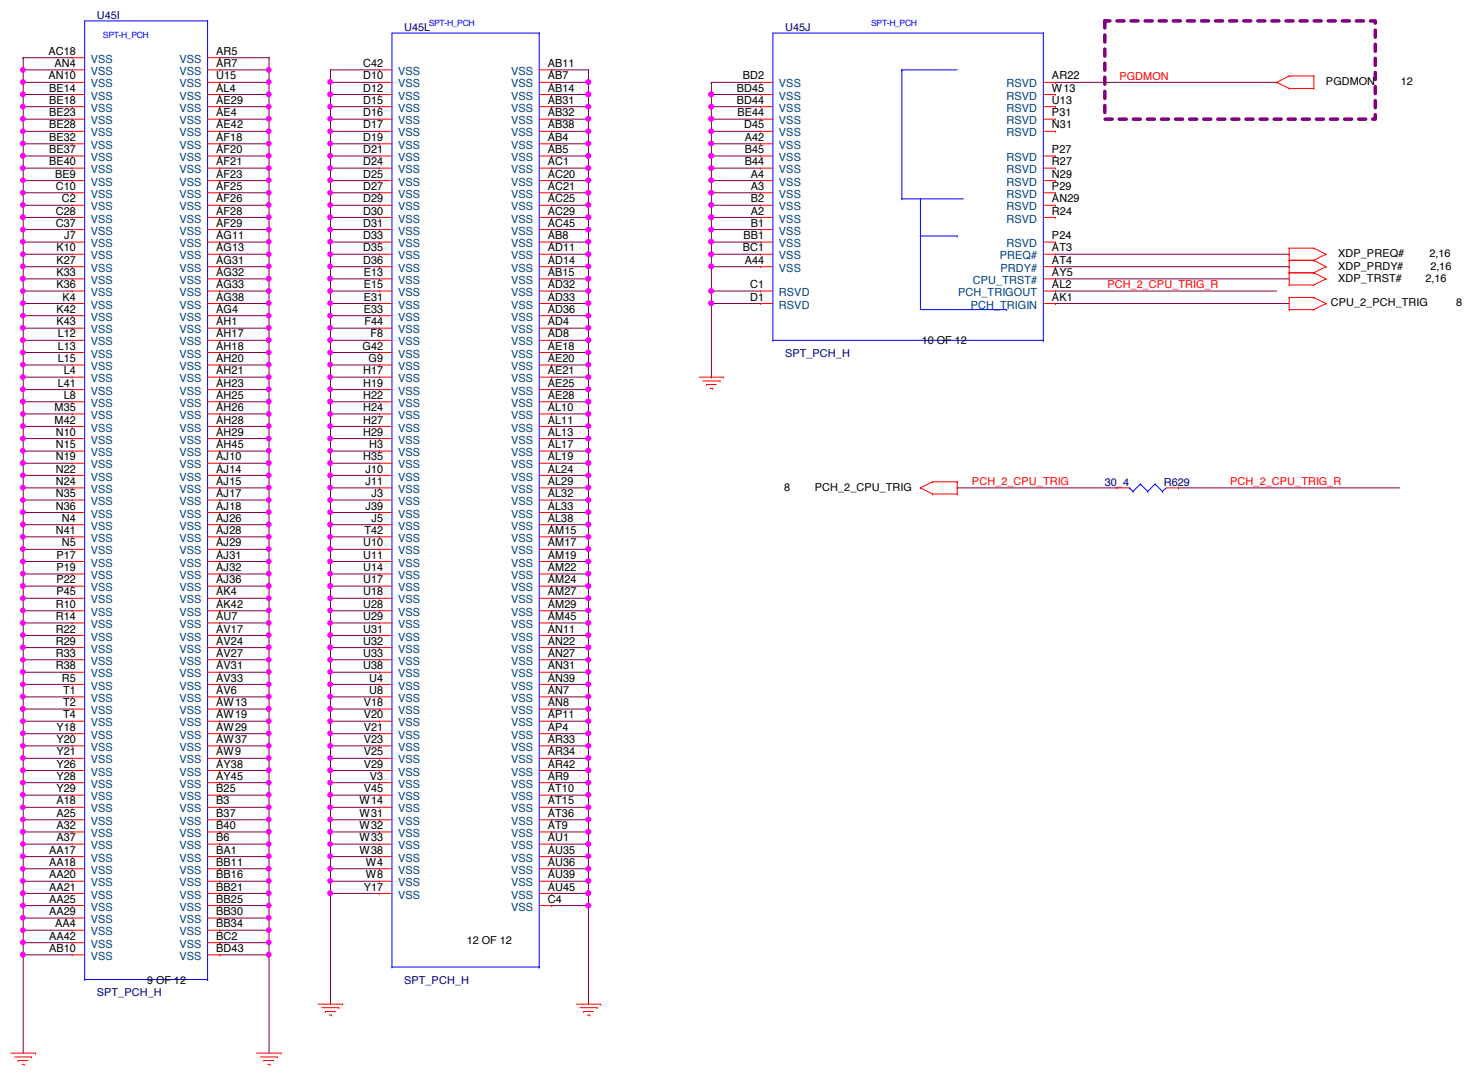 U45I
SPT-H_PCH
AC18 VSS VSS AR5
AN4 VSS VSS AR7
AN10 VSS VSS U15
BE14 VSS VSS AL4
BE18 VSS VSS AE29
BE23 VSS VSS AE4
BE28 VSS VSS AE42
BE32 VSS VSS AF18
BE37 VSS VSS AF20
BE40 VSS VSS AF21
BE9 VSS VSS AF23
C10 VSS VSS AF25
C2 VSS VSS AF26
C28 VSS VSS AF28
C37 VSS VSS AF29
J7 VSS VSS AG11
K10 VSS VSS AG13
K27 VSS VSS AG31
K33 VSS VSS AG32
K36 VSS VSS AG33
K4 VSS VSS AG38
K42 VSS VSS AG4
K43 VSS VSS AH1
L12 VSS VSS AH17
L13 VSS VSS AH18
L15 VSS VSS AH20
L4 VSS VSS AH21
L41 VSS VSS AH23
L8 VSS VSS AH25
M35 VSS VSS AH26
M42 VSS VSS AH28
N10 VSS VSS AH29
N15 VSS VSS AH45
N19 VSS VSS AJ10
N22 VSS VSS AJ14
N24 VSS VSS AJ15
N35 VSS VSS AJ17
N36 VSS VSS AJ18
N4 VSS VSS AJ26
N41 VSS VSS AJ28
N5 VSS VSS AJ29
P17 VSS VSS AJ31
P19 VSS VSS AJ32
P22 VSS VSS AJ36
P45 VSS VSS AK4
R10 VSS VSS AK42
R14 VSS VSS AU7
R22 VSS VSS AV17
R29 VSS VSS AV24
R33 VSS VSS AV27
R38 VSS VSS AV31
R5 VSS VSS AV33
T1 VSS VSS AV6
T2 VSS VSS AW13
T4 VSS VSS AW19
Y18 VSS VSS AW29
Y20 VSS VSS AW37
Y21 VSS VSS AW9
Y26 VSS VSS AY38
Y28 VSS VSS AY45
Y29 VSS VSS B25
A18 VSS VSS B3
A25 VSS VSS B37
A32 VSS VSS B40
A37 VSS VSS B6
AA17 VSS VSS BA1
AA18 VSS VSS BB11
AA20 VSS VSS BB16
AA21 VSS VSS BB21
AA25 VSS VSS BB25
AA29 VSS VSS BB30
AA4 VSS VSS BB34
AA42 VSS VSS BC2
AB10 VSS VSS BD43
9 OF 12
SPT_PCH_H
U45L
SPT-H_PCH
C42 VSS VSS AB11
D10 VSS VSS AB7
D12 VSS VSS AB14
D15 VSS VSS AB31
D16 VSS VSS AB32
D17 VSS VSS AB38
D19 VSS VSS AB4
D21 VSS VSS AB5
D24 VSS VSS AC1
D25 VSS VSS AC20
D27 VSS VSS AC21
D29 VSS VSS AC25
D30 VSS VSS AC29
D31 VSS VSS AC45
D33 VSS VSS AB8
D35 VSS VSS AD11
D36 VSS VSS AD14
E13 VSS VSS AB15
E15 VSS VSS AD32
E31 VSS VSS AD33
E33 VSS VSS AD36
F44 VSS VSS AD4
F8 VSS VSS AD8
G42 VSS VSS AE18
G9 VSS VSS AE20
H17 VSS VSS AE21
H19 VSS VSS AE25
H22 VSS VSS AE28
H24 VSS VSS AL10
H27 VSS VSS AL11
H29 VSS VSS AL13
H3 VSS VSS AL17
H35 VSS VSS AL19
J10 VSS VSS AL24
J11 VSS VSS AL29
J3 VSS VSS AL32
J39 VSS VSS AL33
J5 VSS VSS AL38
T42 VSS VSS AM15
U10 VSS VSS AM17
U11 VSS VSS AM19
U14 VSS VSS AM22
U17 VSS VSS AM24
U18 VSS VSS AM27
U28 VSS VSS AM29
U29 VSS VSS AM45
U31 VSS VSS AN11
U32 VSS VSS AN22
U33 VSS VSS AN27
U38 VSS VSS AN31
U4 VSS VSS AN39
U8 VSS VSS AN7
V18 VSS VSS AN8
V20 VSS VSS AP11
V21 VSS VSS AP4
V23 VSS VSS AR33
V25 VSS VSS AR34
V29 VSS VSS AR42
V3 VSS VSS AR9
V45 VSS VSS AT10
W14 VSS VSS AT15
W31 VSS VSS AT36
W32 VSS VSS AT9
W33 VSS VSS AU1
W38 VSS VSS AU35
W4 VSS VSS AU36
W8 VSS VSS AU39
Y17 VSS VSS AU45
VSS C4
12 OF 12
SPT_PCH_H
U45J
SPT-H_PCH
BD2 VSS RSVD AR22 PGDMON PGDMON 12
BD45 VSS RSVD W13
BD44 VSS RSVD U13
BE44 VSS RSVD P31
D45 VSS RSVD N31
A42 VSS
B45 VSS RSVD P27
B44 VSS RSVD R27
A4 VSS RSVD N29
A3 VSS RSVD P29
B2 VSS RSVD AN29
A2 VSS RSVD R24
B1 VSS
BB1 VSS RSVD P24
BC1 VSS PREQ# AT3 XDP_PREQ# 2,16
A44 VSS PRDY# AT4 XDP_PRDY# 2,16
CPU_TRST# AY5 XDP_TRST# 2,16
C1 RSVD PCH_TRIGOUT AL2 PCH_2_CPU_TRIG_R
D1 RSVD PCH_TRIGIN AK1 CPU_2_PCH_TRIG 8
10 OF 12
SPT_PCH_H
8 PCH_2_CPU_TRIG PCH_2_CPU_TRIG 30_4 R629 PCH_2_CPU_TRIG_R